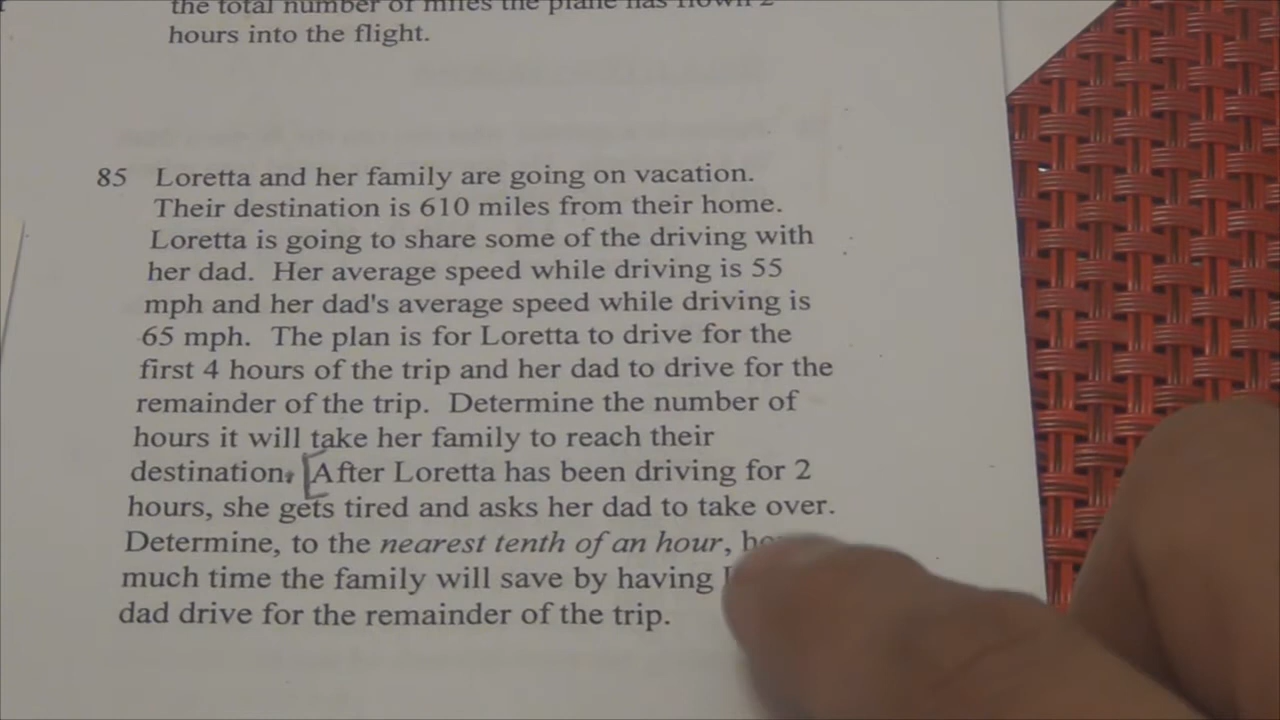 the total number of miles the plane has flown 2
hours into the flight.
85 Loretta and her family are going on vacation.
Their destination is 610 miles from their home.
Loretta is going to share some of the driving with
her dad. Her average speed while driving is 55
mph and her dad's average speed while driving is
65 mph. The plan is for Loretta to drive for the
first 4 hours of the trip and her dad to drive for the
remainder of the trip. Determine the number of
hours it will take her family to reach their
destination. [After Loretta has been driving for 2
hours, she gets tired and asks her dad to take over.
Determine, to the nearest tenth of an hour,
much time the family will save by having
dad drive for the remainder of the trip.